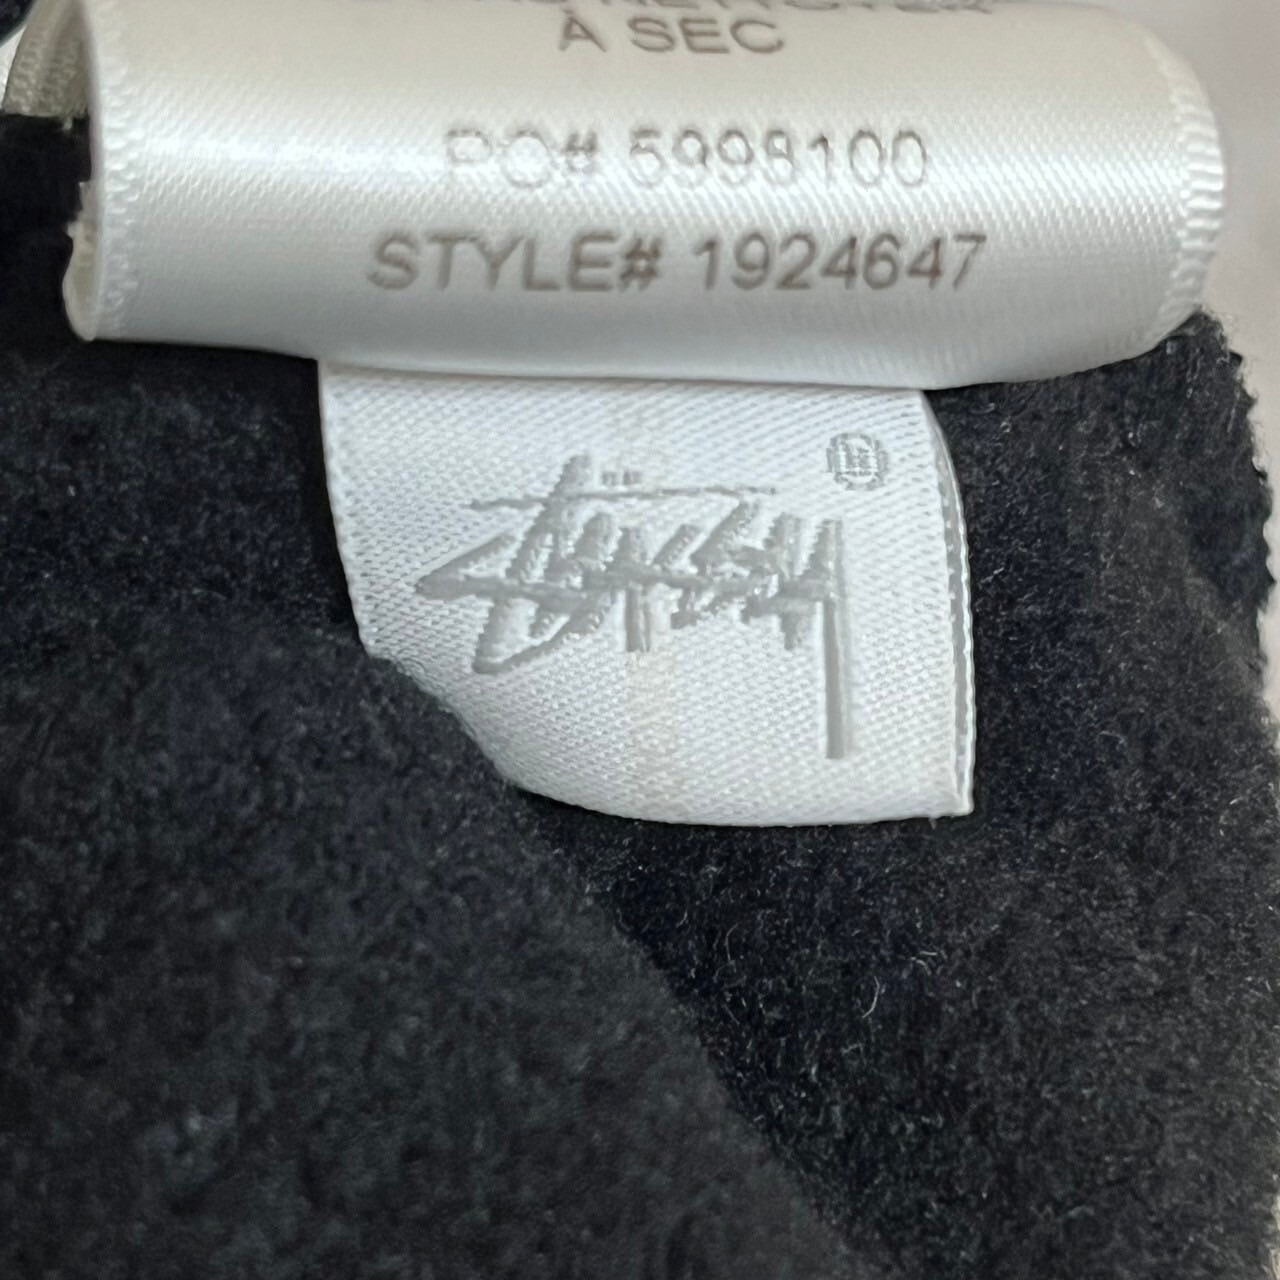 À SEC
PO# 5998100
STYLE# 1924647
Stüssy
®